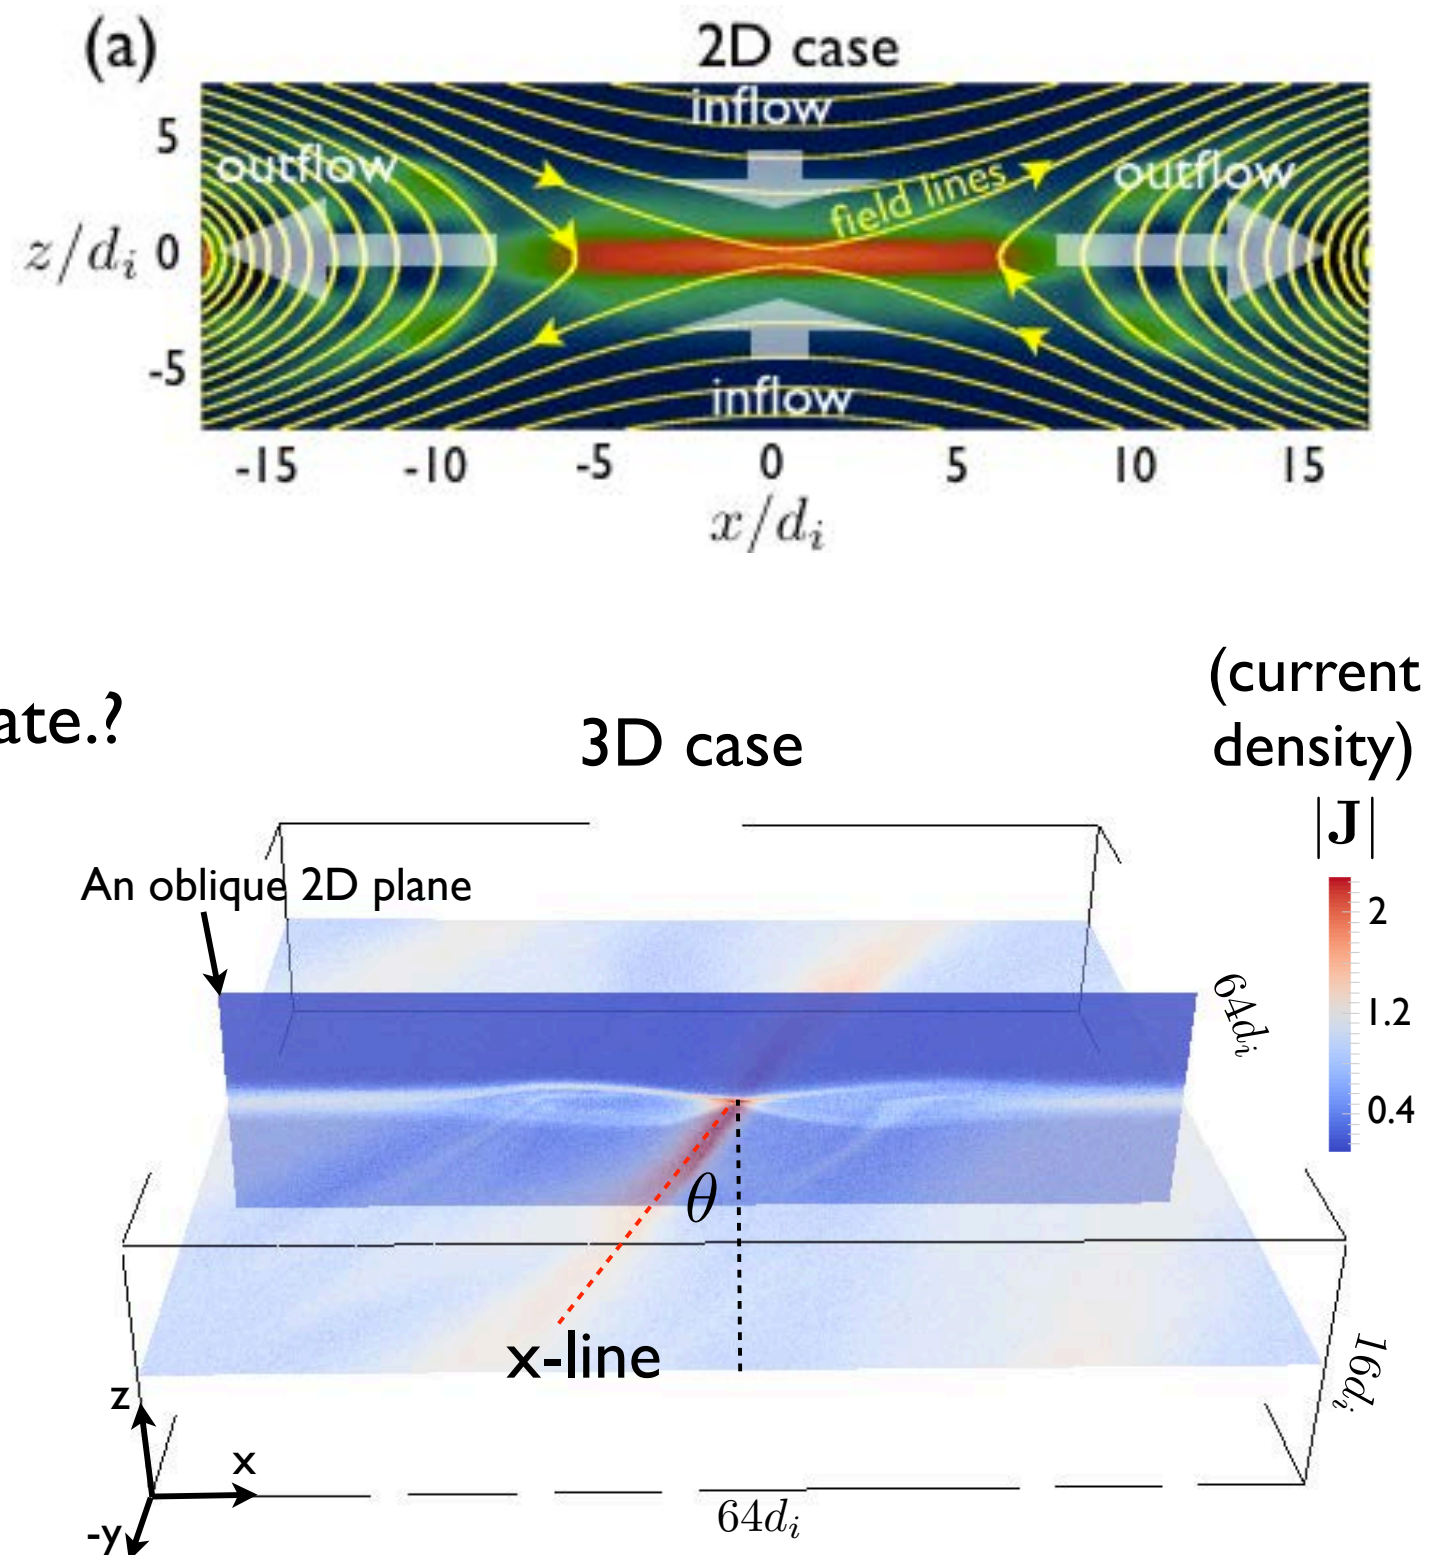 (a)
2D case
inflow
5
outflow
field lines
outflow
z/d_i 0
-5
inflow
-15 -10 -5 0 5 10 15
x/d_i
(current
density)
ate.?
3D case
|J|
An oblique 2D plane
2
1.2
0.4
64d_i
θ
x-line
16d_i
z
x
-y
64d_i